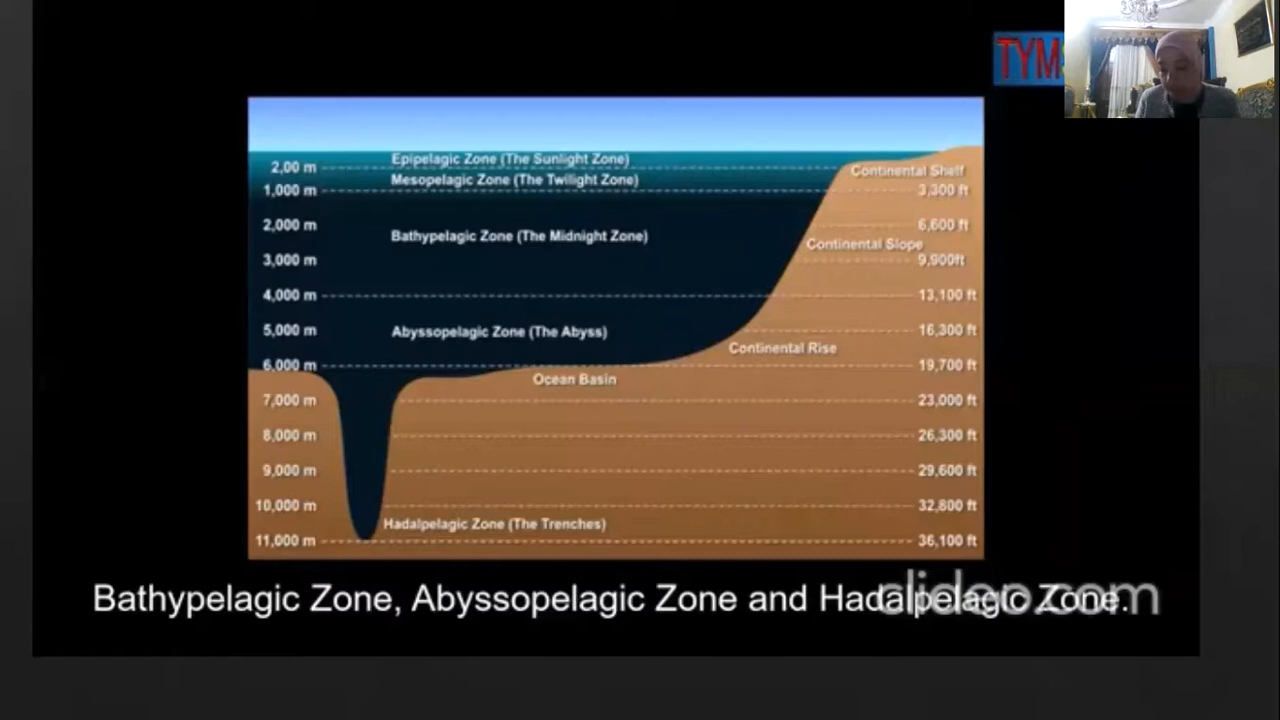 TYM
Epipelagic Zone (The Sunlight Zone)
2,00 m
Continental Shelf
Mesopelagic Zone (The Twilight Zone)
1,000 m
3,300 ft
2,000 m
6,600 ft
Bathypelagic Zone (The Midnight Zone)
Continental Slope
3,000 m
9,900ft
4,000 m
13,100 ft
5,000 m
Abyssopelagic Zone (The Abyss)
16,300 ft
Continental Rise
6,000 m
19,700 ft
Ocean Basin
7,000 m
23,000 ft
8,000 m
26,300 ft
9,000 m
29,600 ft
10,000 m
32,800 ft
Hadalpelagic Zone (The Trenches)
11,000 m
36,100 ft
Bathypelagic Zone, Abyssopelagic Zone and Hadalpelagic Zone.